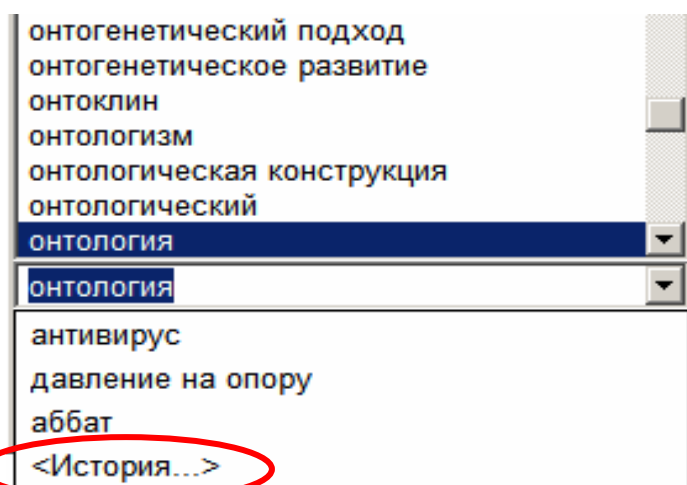 онтогенетический подход
онтогенетическое развитие
онтоклин
онтологизм
онтологическая конструкция
онтологический
онтология
онтология
антивирус
давление на опору
аббат
<История...>